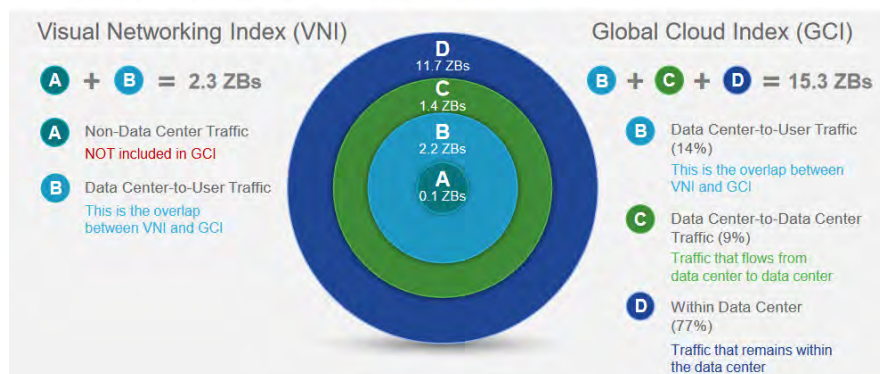 Visual Networking Index (VNI)
A + B = 2.3 ZBs
A Non-Data Center Traffic
NOT included in GCI
B Data Center-to-User Traffic
This is the overlap
between VNI and GCI
D
11.7 ZBs
C
1.4 ZBs
B
2.2 ZBs
A
0.1 ZBs
Global Cloud Index (GCI)
B + C + D = 15.3 ZBs
B Data Center-to-User Traffic
(14%)
This is the overlap between
VNI and GCI
C Data Center-to-Data Center
Traffic (9%)
Traffic that flows from
data center to data center
D Within Data Center
(77%)
Traffic that remains within
the data center